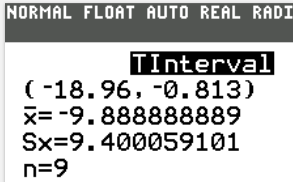 NORMAL FLOAT AUTO REAL RADI
TInterval
(-18.96,-0.813)
x̄=-9.888888889
Sx=9.400059101
n=9